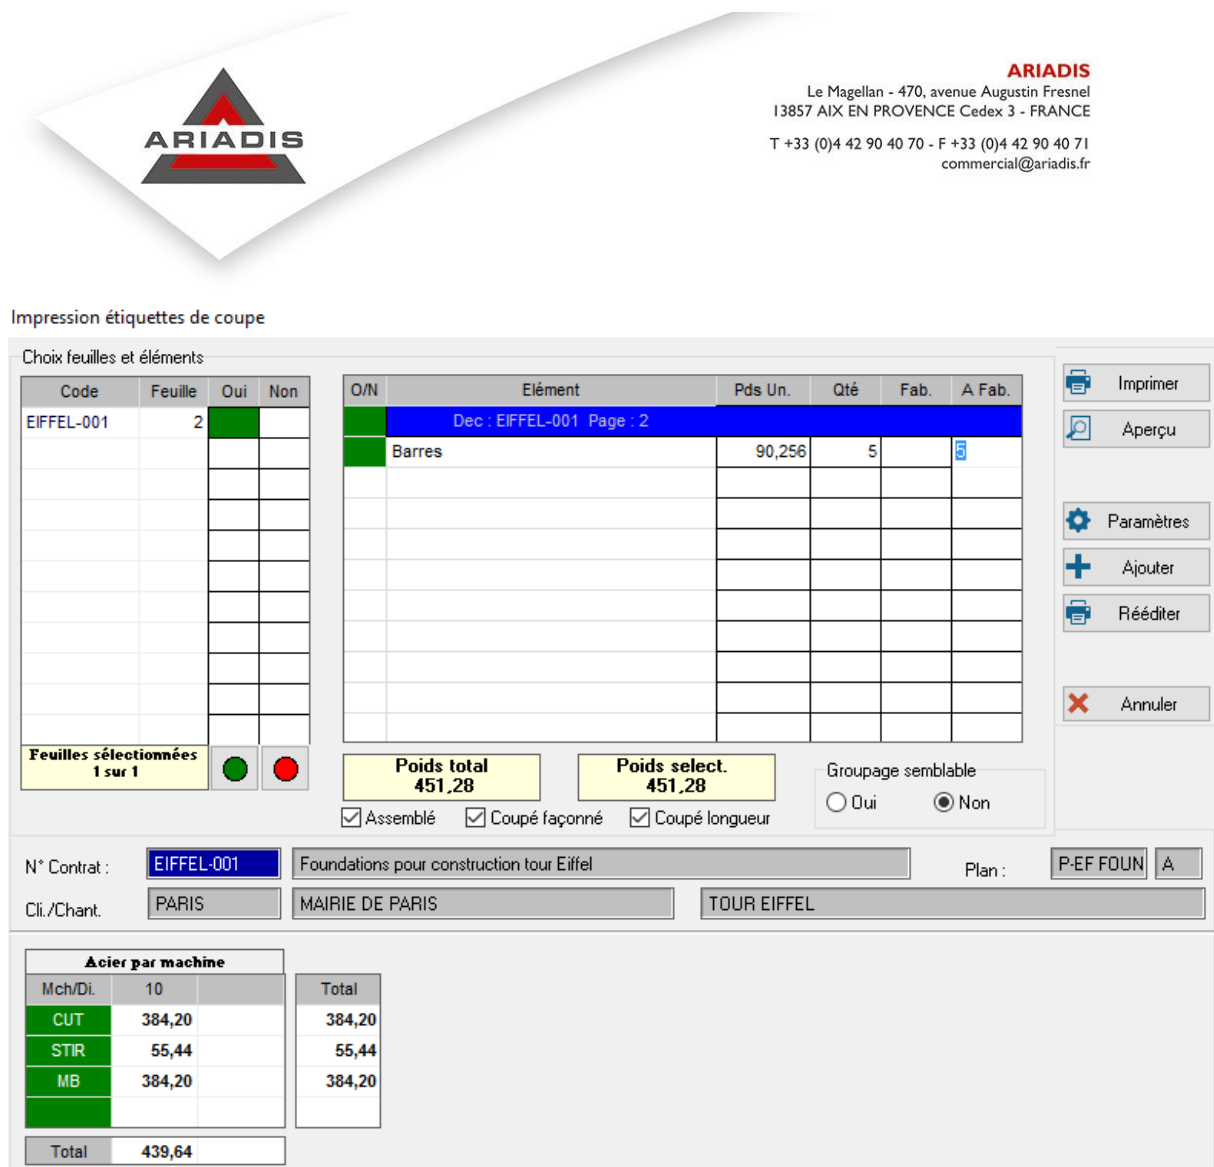 ARIADIS
ARIADIS
Le Magellan - 470, avenue Augustin Fresnel
13857 AIX EN PROVENCE Cedex 3 - FRANCE
T +33 (0)4 42 90 40 70 - F +33 (0)4 42 90 40 71
commercial@ariadis.fr
Impression étiquettes de coupe
Choix feuilles et éléments
Code Feuille Oui Non
EIFFEL-001 2
Feuilles sélectionnées
1 sur 1
O/N Elément Pds Un. Qté Fab. A Fab.
Dec : EIFFEL-001 Page : 2
Barres 90,256 5 5
Poids total
451,28
Poids select.
451,28
Groupage semblable
Oui Non
Assemblé Coupé façonné Coupé longueur
Imprimer
Aperçu
Paramètres
Ajouter
Rééditer
Annuler
N° Contrat : EIFFEL-001 Foundations pour construction tour Eiffel Plan : P-EF FOUN A
Cli./Chant. PARIS MAIRIE DE PARIS TOUR EIFFEL
Acier par machine
Mch/Di. 10 Total
CUT 384,20 384,20
STIR 55,44 55,44
MB 384,20 384,20
Total 439,64